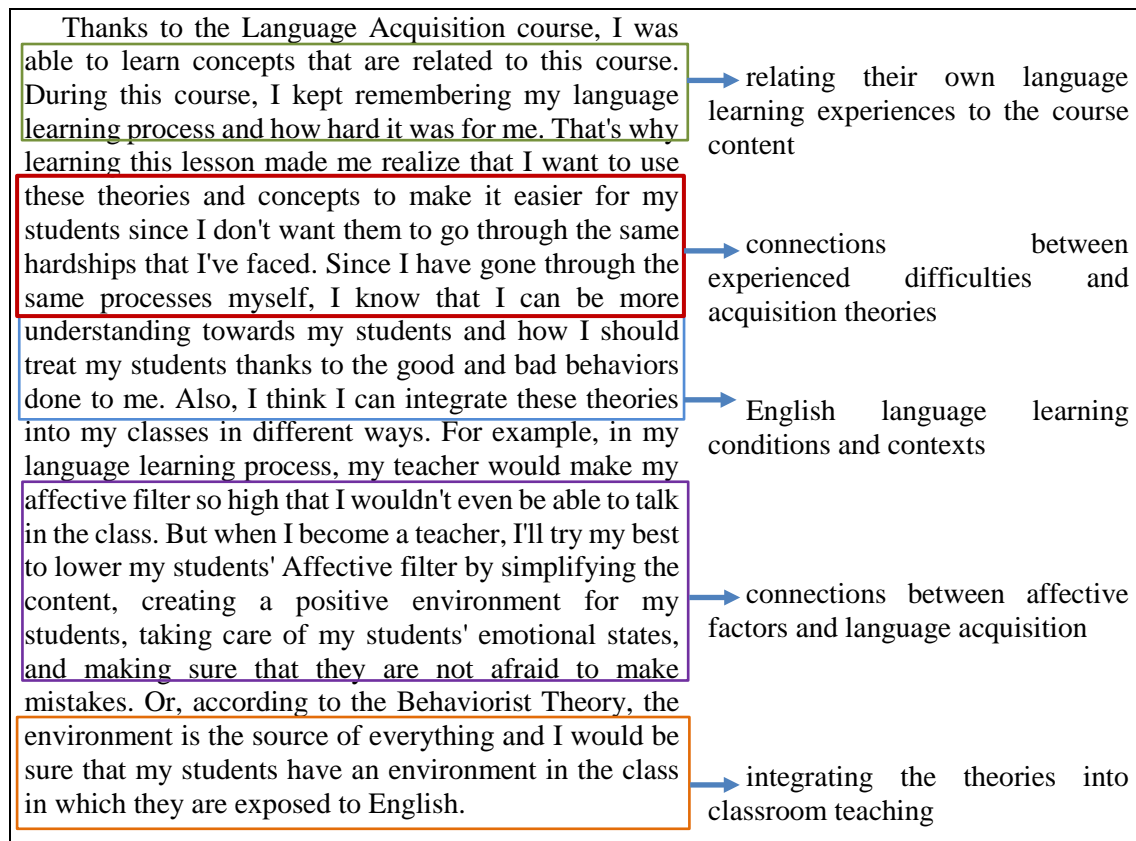 Thanks to the Language Acquisition course, I was
able to learn concepts that are related to this course.
During this course, I kept remembering my language
learning process and how hard it was for me. That's why
learning this lesson made me realize that I want to use
these theories and concepts to make it easier for my
students since I don't want them to go through the same
hardships that I've faced. Since I have gone through the
same processes myself, I know that I can be more
understanding towards my students and how I should
treat my students thanks to the good and bad behaviors
done to me. Also, I think I can integrate these theories
into my classes in different ways. For example, in my
language learning process, my teacher would make my
affective filter so high that I wouldn't even be able to talk
in the class. But when I become a teacher, I'll try my best
to lower my students' Affective filter by simplifying the
content, creating a positive environment for my
students, taking care of my students' emotional states,
and making sure that they are not afraid to make
mistakes. Or, according to the Behaviorist Theory, the
environment is the source of everything and I would be
sure that my students have an environment in the class
in which they are exposed to English.
relating their own language
learning experiences to the course
content
connections between
experienced difficulties and
acquisition theories
English language learning
conditions and contexts
connections between affective
factors and language acquisition
integrating the theories into
classroom teaching